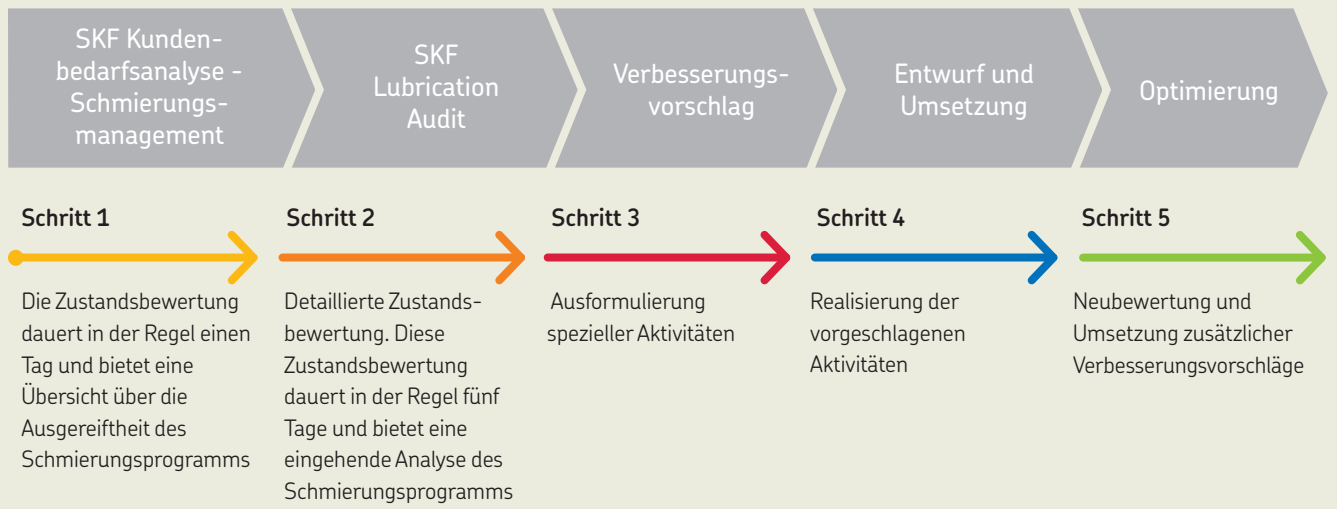 SKF Kunden-
bedarfsanalyse -
Schmierungs-
management
SKF
Lubrication
Audit
Verbesserungs-
vorschlag
Entwurf und
Umsetzung
Optimierung
Schritt 1
Die Zustandsbewertung
dauert in der Regel einen
Tag und bietet eine
Übersicht über die
Ausgereiftheit des
Schmierungsprogramms
Schritt 2
Detaillierte Zustands-
bewertung. Diese
Zustandsbewertung
dauert in der Regel fünf
Tage und bietet eine
eingehende Analyse des
Schmierungsprogramms
Schritt 3
Ausformulierung
spezieller Aktivitäten
Schritt 4
Realisierung der
vorgeschlagenen
Aktivitäten
Schritt 5
Neubewertung und
Umsetzung zusätzlicher
Verbesserungsvorschläge